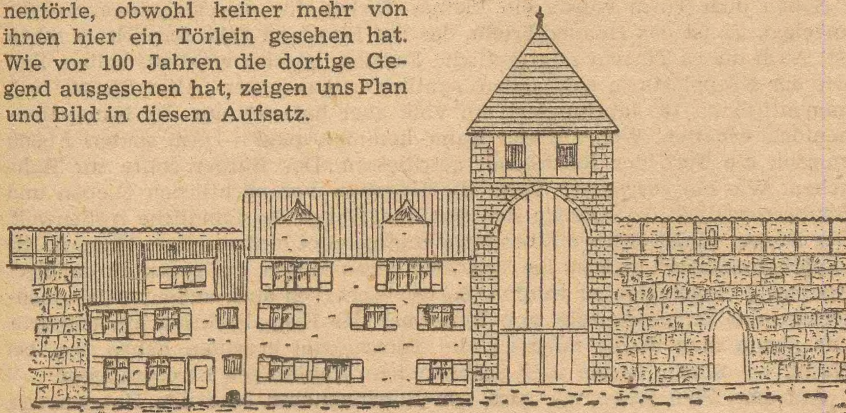 nentörle, obwohl keiner mehr von
ihnen hier ein Törlein gesehen hat.
Wie vor 100 Jahren die dortige Ge-
gend ausgesehen hat, zeigen uns Plan
und Bild in diesem Aufsatz.